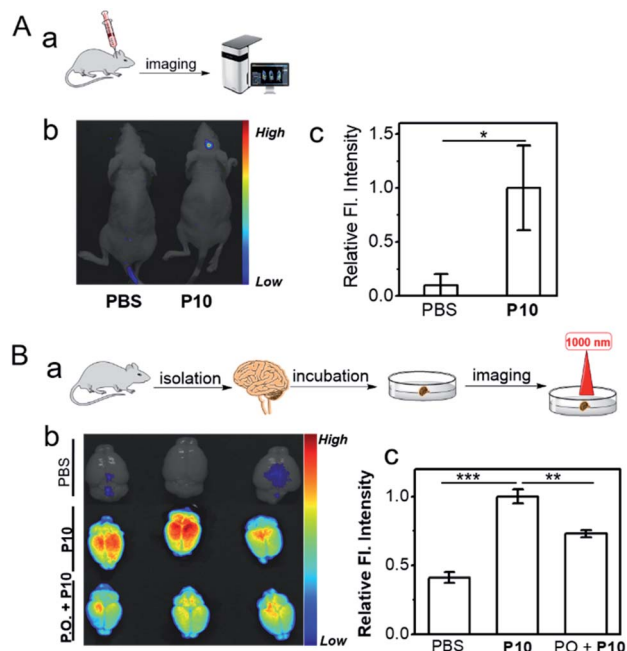 A
a
imaging
b
High
Low
PBS P10
c
Relative Fl. Intensity
1.5
1.0
0.5
0.0
*
PBS P10
B
a
isolation incubation imaging
1000 nm
b
PBS
P10
P.O. + P10
High
Low
c
Relative Fl. Intensity
1.0
0.5
0.0
*** **
PBS P10 PO + P10